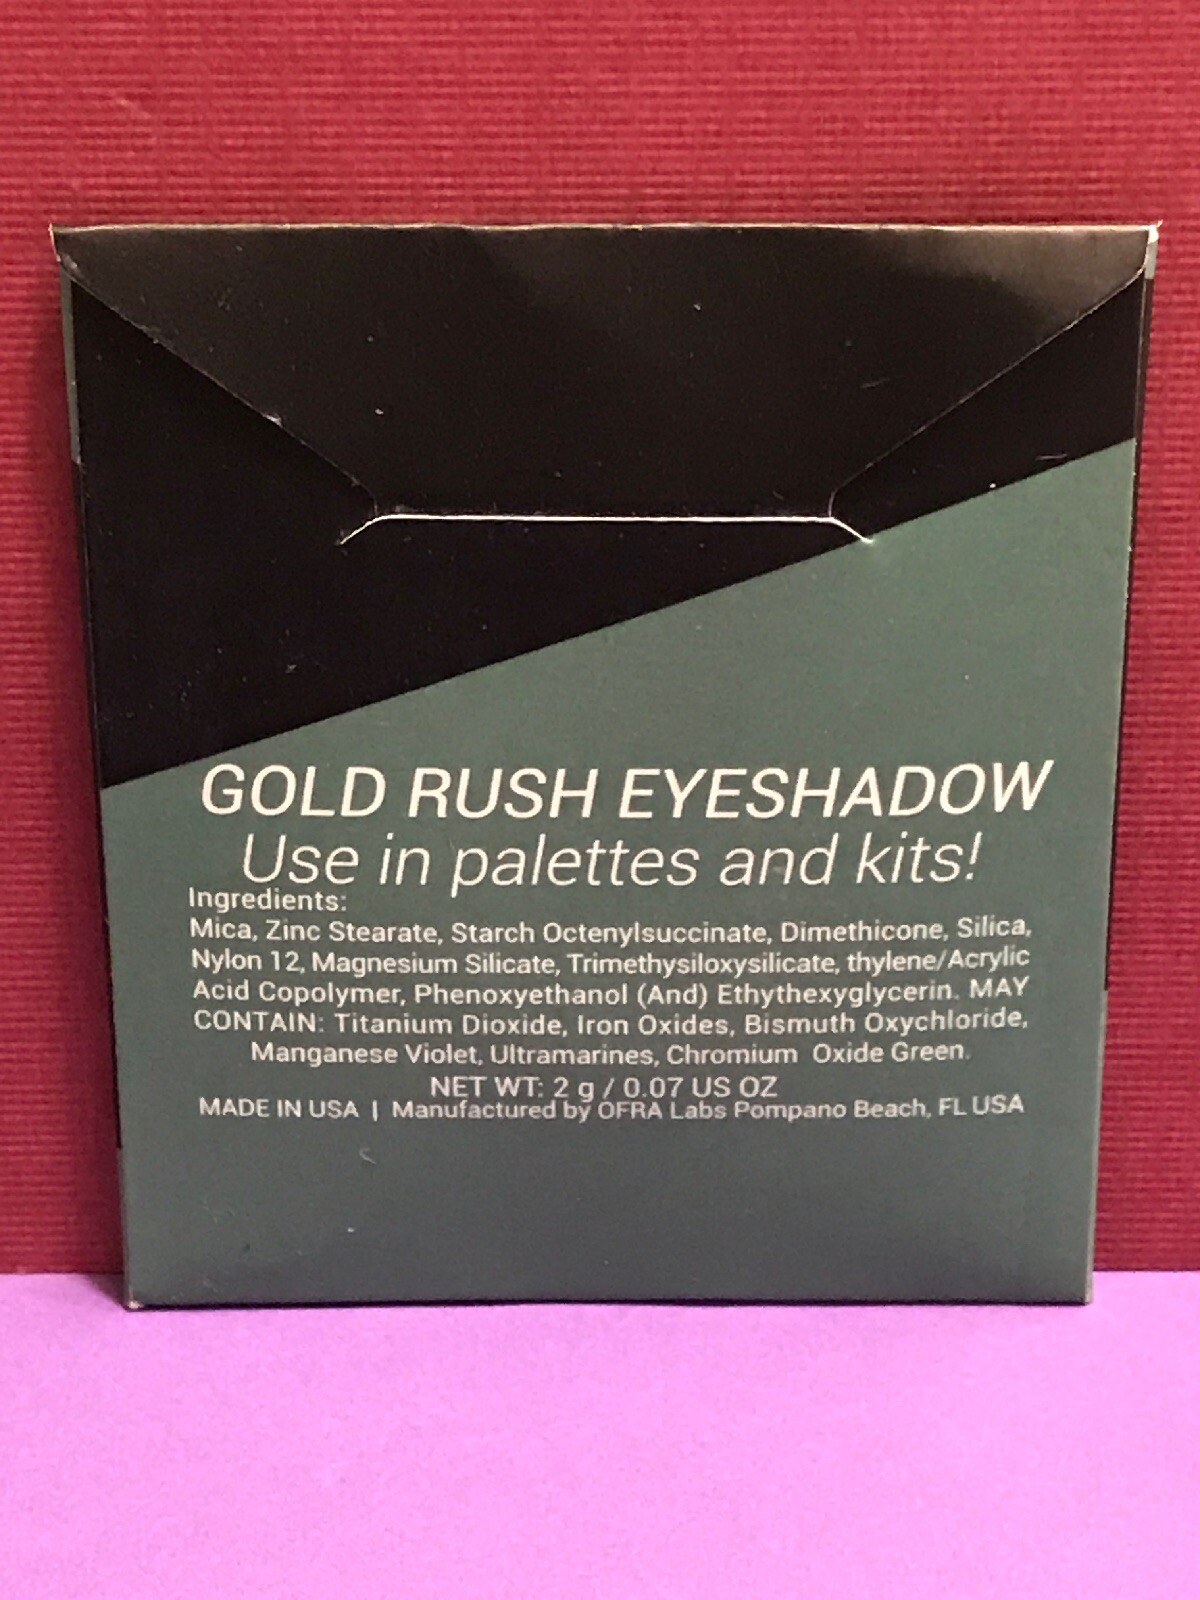 GOLD RUSH EYESHADOW
Use in palettes and kits!
Ingredients:
Mica, Zinc Stearate, Starch Octenylsuccinate, Dimethicone, Silica,
Nylon 12, Magnesium Silicate, Trimethysiloxysilicate, thylene/Acrylic
Acid Copolymer, Phenoxyethanol (And) Ethythexyglycerin. MAY
CONTAIN: Titanium Dioxide, Iron Oxides, Bismuth Oxychloride,
Manganese Violet, Ultramarines, Chromium Oxide Green.
NET WT: 2 g / 0.07 US OZ
MADE IN USA | Manufactured by OFRA Labs Pompano Beach, FL USA